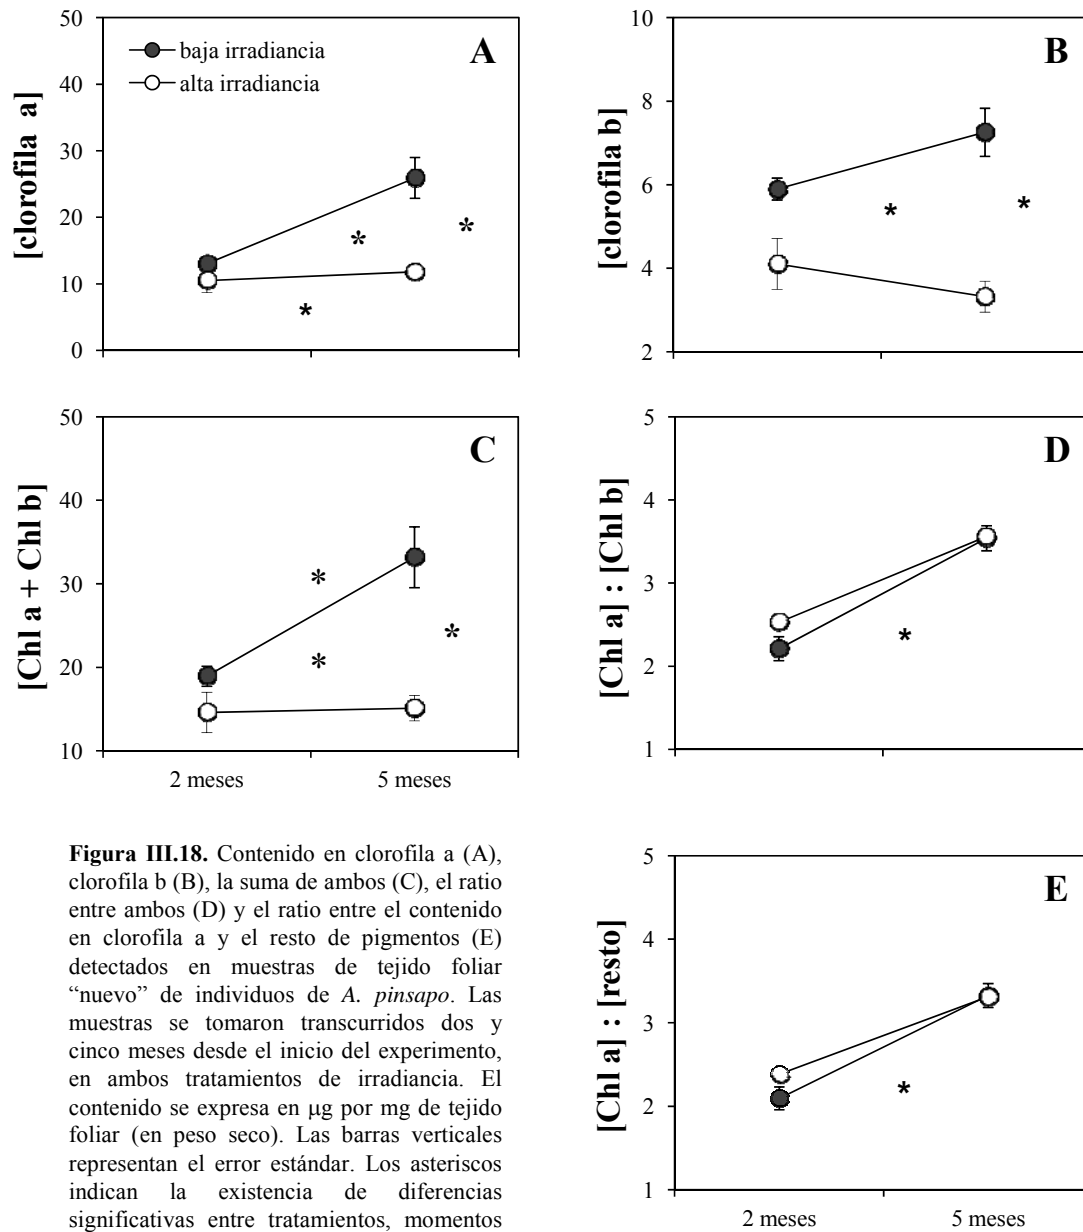 50
40
30
20
10
0
[clorofila a]
baja irradiancia
alta irradiancia
A
*
*
*
10
8
6
4
2
[clorofila b]
B
*
*
50
40
30
20
10
[Chl a + Chl b]
C
*
*
*
2 meses
5 meses
5
4
3
2
1
[Chl a] : [Chl b]
D
*
Figura III.18. Contenido en clorofila a (A),
clorofila b (B), la suma de ambos (C), el ratio
entre ambos (D) y el ratio entre el contenido
en clorofila a y el resto de pigmentos (E)
detectados en muestras de tejido foliar
“nuevo” de individuos de A. pinsapo. Las
muestras se tomaron transcurridos dos y
cinco meses desde el inicio del experimento,
en ambos tratamientos de irradiancia. El
contenido se expresa en μg por mg de tejido
foliar (en peso seco). Las barras verticales
representan el error estándar. Los asteriscos
indican la existencia de diferencias
significativas entre tratamientos, momentos
5
4
3
2
1
[Chl a] : [resto]
E
*
2 meses
5 meses